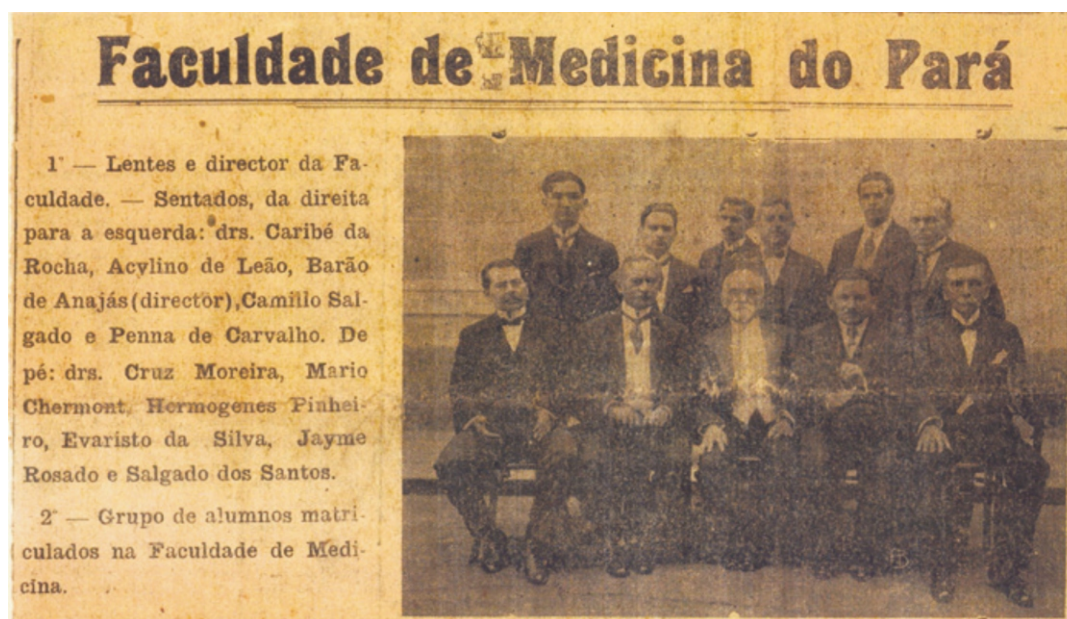 Faculdade de Medicina do Pará
1º — Lentes e director da Fa-
culdade. — Sentados, da direita
para a esquerda: drs. Caribé da
Rocha, Acylino de Leão, Barão
de Anajás (director), Camillo Sal-
gado e Penna de Carvalho. De
pé: drs. Cruz Moreira, Mario
Chermont, Hermogenes Pinhei-
ro, Evaristo da Silva, Jayme
Rosado e Salgado dos Santos.
2º — Grupo de alumnos matri-
culados na Faculdade de Medi-
cina.
B